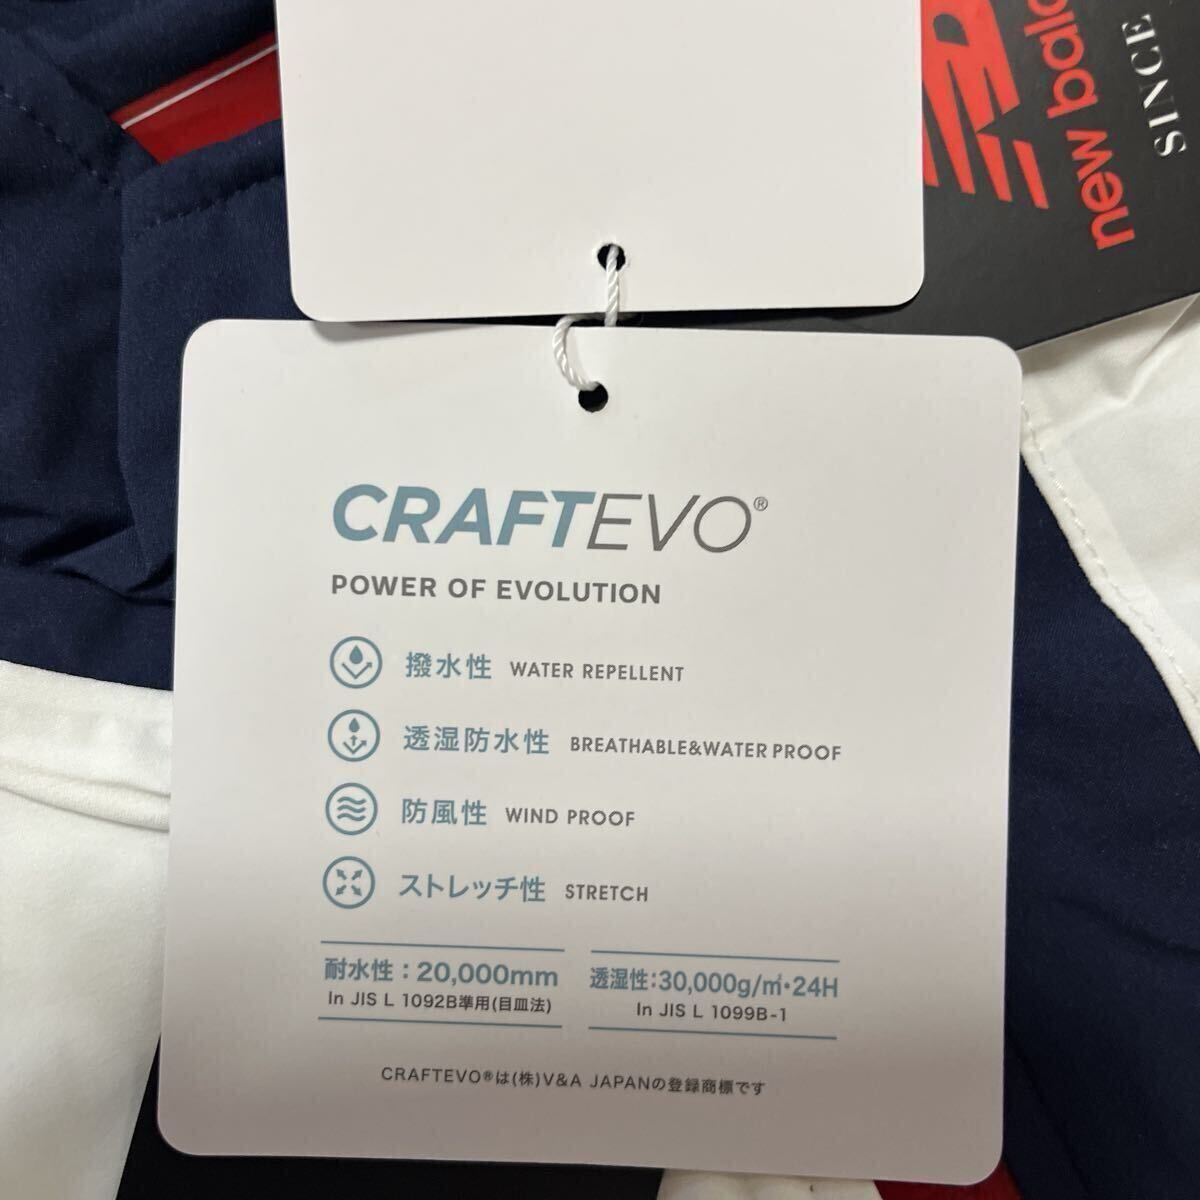 new bala
SINCE
CRAFTEVO®
POWER OF EVOLUTION
撥水性 WATER REPELLENT
透湿防水性 BREATHABLE&WATER PROOF
防風性 WIND PROOF
ストレッチ性 STRETCH
耐水性：20,000mm
In JIS L 1092B準用(目皿法)
透湿性：30,000g/㎡・24H
In JIS L 1099B-1
CRAFTEVO®は(株)V&A JAPANの登録商標です